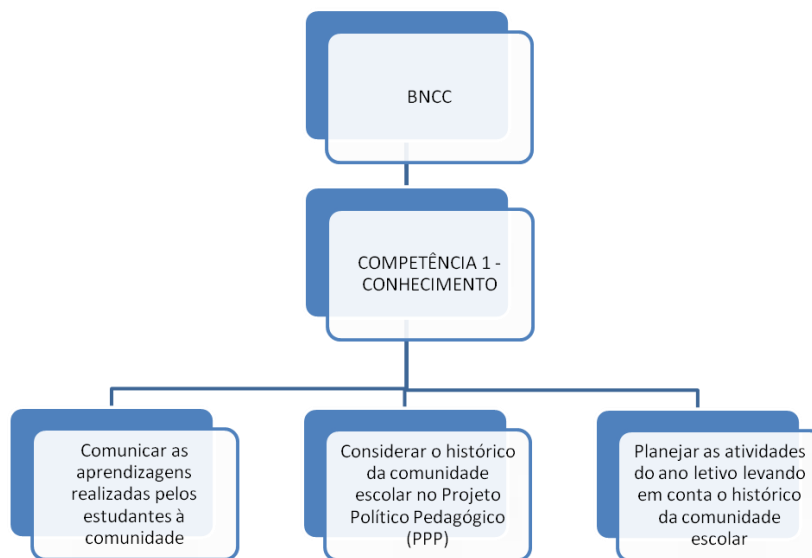 BNCC
COMPETÊNCIA 1 -
CONHECIMENTO
Comunicar as
aprendizagens
realizadas pelos
estudantes à
comunidade
Considerar o histórico
da comunidade
escolar no Projeto
Político Pedagógico
(PPP)
Planejar as atividades
do ano letivo levando
em conta o histórico
da comunidade
escolar